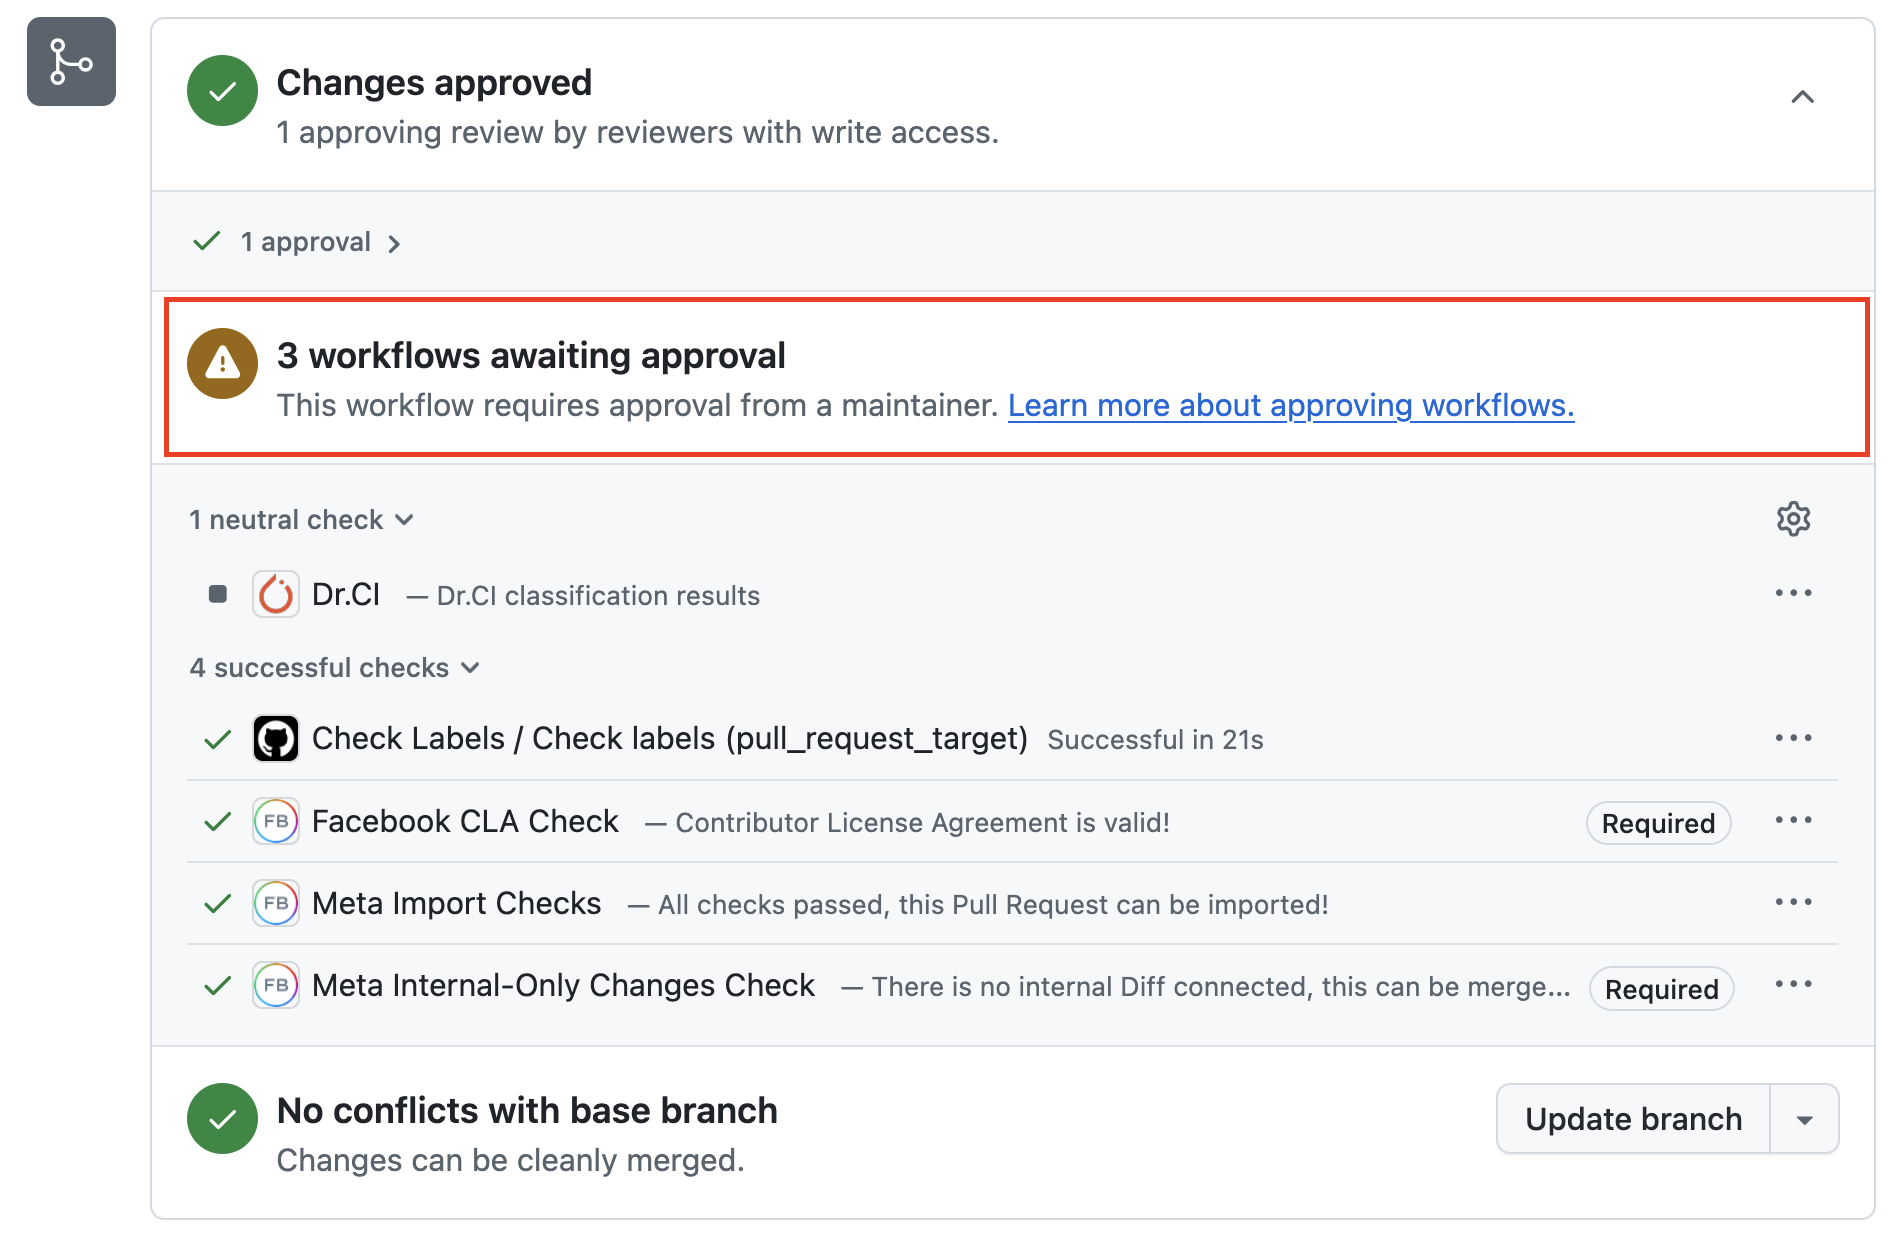 Changes approved
1 approving review by reviewers with write access.
1 approval
3 workflows awaiting approval
This workflow requires approval from a maintainer. Learn more about approving workflows.
1 neutral check
Dr.CI — Dr.CI classification results
4 successful checks
Check Labels / Check labels (pull_request_target) Successful in 21s
FB Facebook CLA Check — Contributor License Agreement is valid! Required
FB Meta Import Checks — All checks passed, this Pull Request can be imported!
FB Meta Internal-Only Changes Check — There is no internal Diff connected, this can be merge... Required
No conflicts with base branch
Changes can be cleanly merged.
Update branch